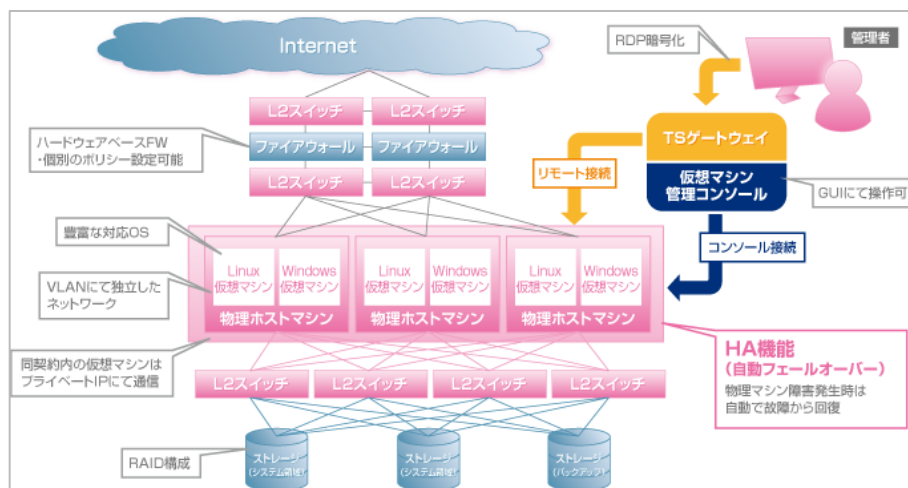 Internet
RDP暗号化
管理者
L2スイッチ
L2スイッチ
ハードウェアベースFW
・個別のポリシー設定可能
ファイアウォール
ファイアウォール
TSゲートウェイ
L2スイッチ
L2スイッチ
リモート接続
仮想マシン
管理コンソール
GUIにて操作可
豊富な対応OS
コンソール接続
Linux
仮想マシン
Windows
仮想マシン
Linux
仮想マシン
Windows
仮想マシン
Linux
仮想マシン
Windows
仮想マシン
VLANにて独立した
ネットワーク
物理ホストマシン
物理ホストマシン
物理ホストマシン
同契約内の仮想マシンは
プライベートIPにて通信
HA機能
(自動フェールオーバー)
物理マシン障害発生時は
自動で故障から回復
L2スイッチ
L2スイッチ
L2スイッチ
L2スイッチ
RAID構成
ストレージ
(システム領域)
ストレージ
(システム領域)
ストレージ
(バックアップ)